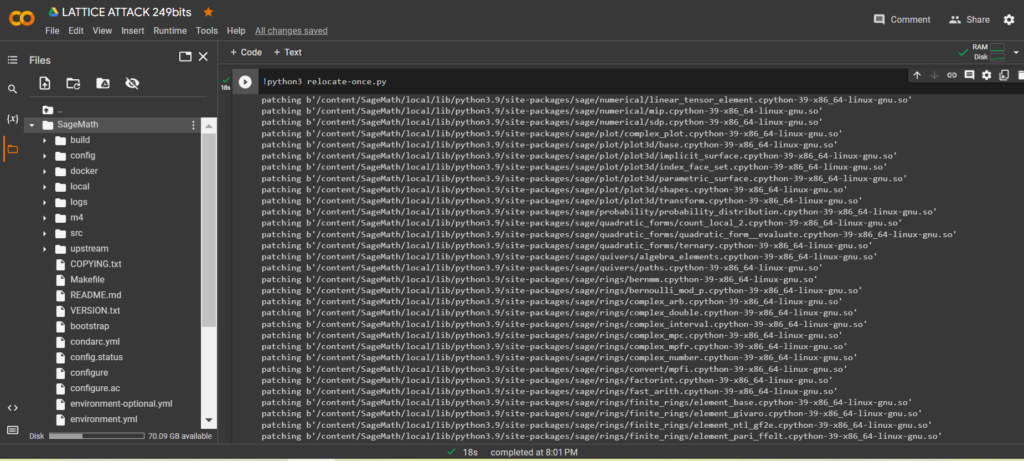 LATTICE ATTACK 249bits
File Edit View Insert Runtime Tools Help All changes saved
Comment Share
Files
+ Code + Text
RAM
Disk
18s
!python3 relocate-once.py
..
SageMath
build
config
docker
local
logs
m4
src
upstream
COPYING.txt
Makefile
README.md
VERSION.txt
bootstrap
condarc.yml
config.status
configure
configure.ac
environment-optional.yml
environment.yml
Disk 70.09 GB available
patching b'/content/SageMath/local/lib/python3.9/site-packages/sage/numerical/linear_tensor_element.cpython-39-x86_64-linux-gnu.so'
patching b'/content/SageMath/local/lib/python3.9/site-packages/sage/numerical/mip.cpython-39-x86_64-linux-gnu.so'
patching b'/content/SageMath/local/lib/python3.9/site-packages/sage/numerical/sdp.cpython-39-x86_64-linux-gnu.so'
patching b'/content/SageMath/local/lib/python3.9/site-packages/sage/plot/complex_plot.cpython-39-x86_64-linux-gnu.so'
patching b'/content/SageMath/local/lib/python3.9/site-packages/sage/plot/plot3d/base.cpython-39-x86_64-linux-gnu.so'
patching b'/content/SageMath/local/lib/python3.9/site-packages/sage/plot/plot3d/implicit_surface.cpython-39-x86_64-linux-gnu.so'
patching b'/content/SageMath/local/lib/python3.9/site-packages/sage/plot/plot3d/index_face_set.cpython-39-x86_64-linux-gnu.so'
patching b'/content/SageMath/local/lib/python3.9/site-packages/sage/plot/plot3d/parametric_surface.cpython-39-x86_64-linux-gnu.so'
patching b'/content/SageMath/local/lib/python3.9/site-packages/sage/plot/plot3d/shapes.cpython-39-x86_64-linux-gnu.so'
patching b'/content/SageMath/local/lib/python3.9/site-packages/sage/plot/plot3d/transform.cpython-39-x86_64-linux-gnu.so'
patching b'/content/SageMath/local/lib/python3.9/site-packages/sage/probability/probability_distribution.cpython-39-x86_64-linux-gnu.so'
patching b'/content/SageMath/local/lib/python3.9/site-packages/sage/quadratic_forms/count_local_2.cpython-39-x86_64-linux-gnu.so'
patching b'/content/SageMath/local/lib/python3.9/site-packages/sage/quadratic_forms/quadratic_form__evaluate.cpython-39-x86_64-linux-gnu.so'
patching b'/content/SageMath/local/lib/python3.9/site-packages/sage/quadratic_forms/ternary.cpython-39-x86_64-linux-gnu.so'
patching b'/content/SageMath/local/lib/python3.9/site-packages/sage/quivers/algebra_elements.cpython-39-x86_64-linux-gnu.so'
patching b'/content/SageMath/local/lib/python3.9/site-packages/sage/quivers/paths.cpython-39-x86_64-linux-gnu.so'
patching b'/content/SageMath/local/lib/python3.9/site-packages/sage/rings/bernmm.cpython-39-x86_64-linux-gnu.so'
patching b'/content/SageMath/local/lib/python3.9/site-packages/sage/rings/bernoulli_mod_p.cpython-39-x86_64-linux-gnu.so'
patching b'/content/SageMath/local/lib/python3.9/site-packages/sage/rings/complex_arb.cpython-39-x86_64-linux-gnu.so'
patching b'/content/SageMath/local/lib/python3.9/site-packages/sage/rings/complex_double.cpython-39-x86_64-linux-gnu.so'
patching b'/content/SageMath/local/lib/python3.9/site-packages/sage/rings/complex_interval.cpython-39-x86_64-linux-gnu.so'
patching b'/content/SageMath/local/lib/python3.9/site-packages/sage/rings/complex_mpc.cpython-39-x86_64-linux-gnu.so'
patching b'/content/SageMath/local/lib/python3.9/site-packages/sage/rings/complex_mpfr.cpython-39-x86_64-linux-gnu.so'
patching b'/content/SageMath/local/lib/python3.9/site-packages/sage/rings/complex_number.cpython-39-x86_64-linux-gnu.so'
patching b'/content/SageMath/local/lib/python3.9/site-packages/sage/rings/convert/mpfi.cpython-39-x86_64-linux-gnu.so'
patching b'/content/SageMath/local/lib/python3.9/site-packages/sage/rings/factorint.cpython-39-x86_64-linux-gnu.so'
patching b'/content/SageMath/local/lib/python3.9/site-packages/sage/rings/fast_arith.cpython-39-x86_64-linux-gnu.so'
patching b'/content/SageMath/local/lib/python3.9/site-packages/sage/rings/finite_rings/element_base.cpython-39-x86_64-linux-gnu.so'
patching b'/content/SageMath/local/lib/python3.9/site-packages/sage/rings/finite_rings/element_givaro.cpython-39-x86_64-linux-gnu.so'
patching b'/content/SageMath/local/lib/python3.9/site-packages/sage/rings/finite_rings/element_ntl_gf2e.cpython-39-x86_64-linux-gnu.so'
patching b'/content/SageMath/local/lib/python3.9/site-packages/sage/rings/finite_rings/element_pari_ffelt.cpython-39-x86_64-linux-gnu.so'
18s completed at 8:01 PM